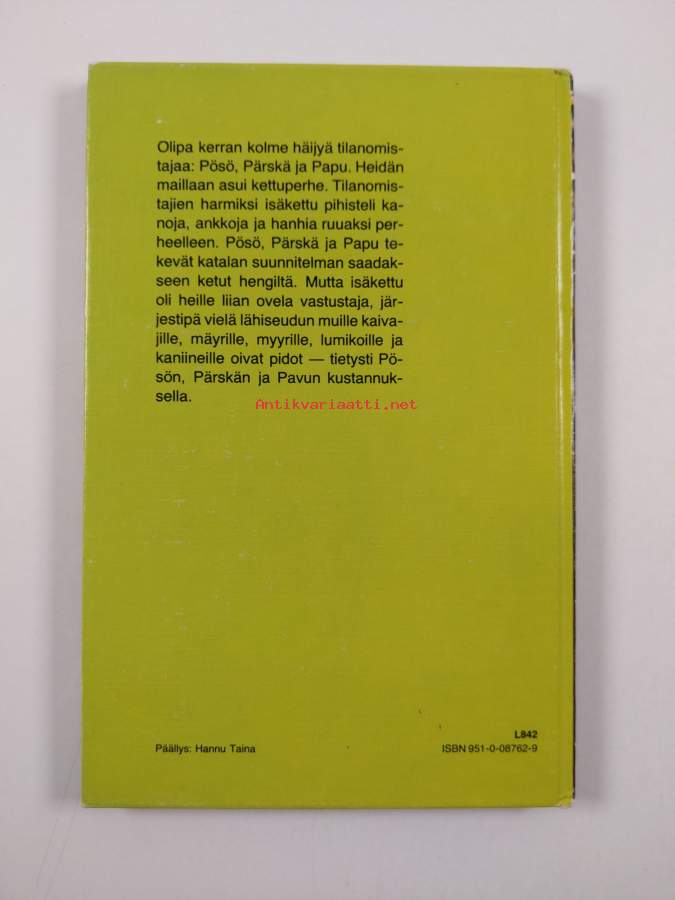 Olipa kerran kolme häijyä tilanomis-
tajaa: Pösö, Pärskä ja Papu. Heidän
maillaan asui kettuperhe. Tilanomis-
tajien harmiksi isäkettu pihisteli ka-
noja, ankkoja ja hanhia ruuaksi per-
heelleen. Pösö, Pärskä ja Papu te-
kevät katalan suunnitelman saadak-
seen ketut hengiltä. Mutta isäkettu
oli heille liian ovela vastustaja, jär-
jestipä vielä lähiseudun muille kaiva-
jille, mäyrille, myyrille, lumikoille ja
kaniineille oivat pidot — tietysti Pö-
sön, Pärskän ja Pavun kustannuk-
sella.
Antikvariaatti.net
L842
Päällys: Hannu Taina
ISBN 951-0-08762-9